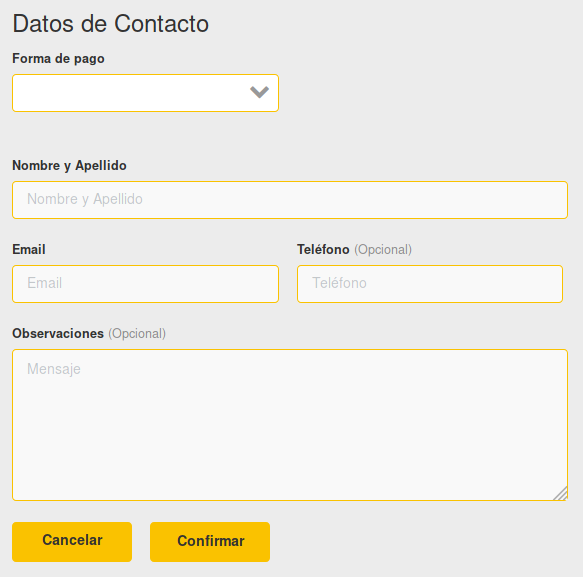 Datos de Contacto
Forma de pago
Nombre y Apellido
Nombre y Apellido
Email
Teléfono (Opcional)
Email
Teléfono
Observaciones (Opcional)
Mensaje
Cancelar
Confirmar